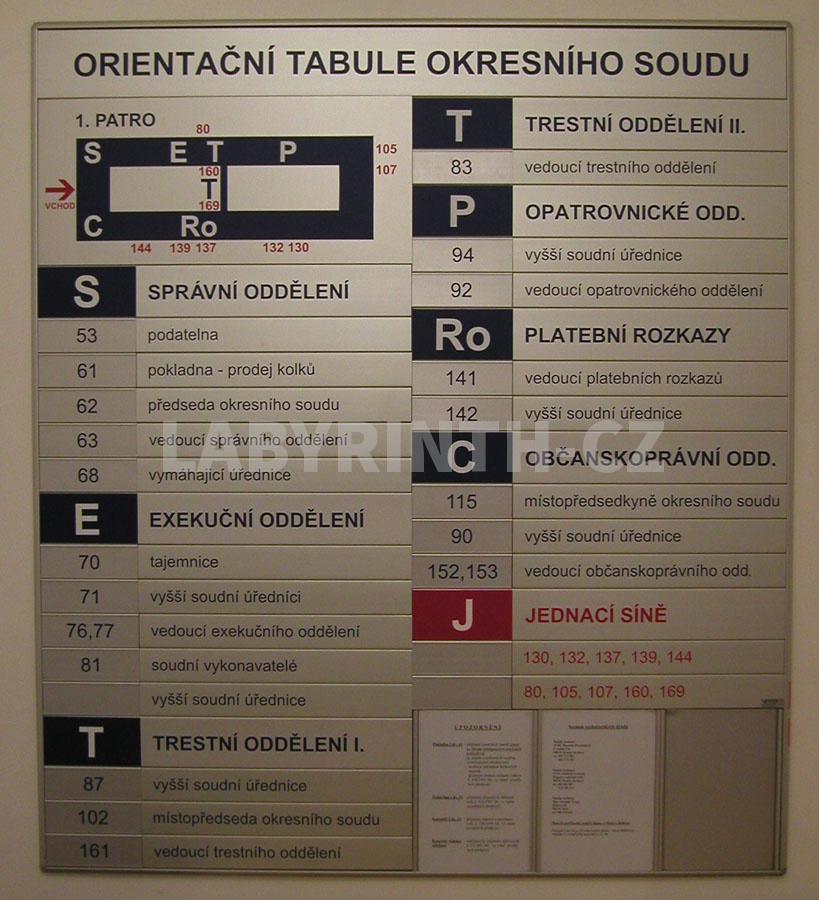 ORIENTAČNÍ TABULE OKRESNÍHO SOUDU
1. PATRO
80
S E T P 105
160 107
T
VCHOD
169
C Ro
144 139 137 132 130
S SPRÁVNÍ ODDĚLENÍ
53 podatelna
61 pokladna - prodej kolků
62 předseda okresního soudu
63 vedoucí správního oddělení
68 vymáhající úřednice
E EXEKUČNÍ ODDĚLENÍ
70 tajemnice
71 vyšší soudní úředníci
76,77 vedoucí exekučního oddělení
81 soudní vykonavatelé
vyšší soudní úřednice
T TRESTNÍ ODDĚLENÍ I.
87 vyšší soudní úřednice
102 místopředseda okresního soudu
161 vedoucí trestního oddělení
T TRESTNÍ ODDĚLENÍ II.
83 vedoucí trestního oddělení
P OPATROVNICKÉ ODD.
94 vyšší soudní úřednice
92 vedoucí opatrovnického oddělení
Ro PLATEBNÍ ROZKAZY
141 vedoucí platebních rozkazů
142 vyšší soudní úřednice
C OBČANSKOPRÁVNÍ ODD.
115 místopředsedkyně okresního soudu
90 vyšší soudní úřednice
152,153 vedoucí občanskoprávního odd.
J JEDNACÍ SÍNĚ
130, 132, 137, 139, 144
80, 105, 107, 160, 169
UPOZORNĚNÍ
LABYRINTH.CZ